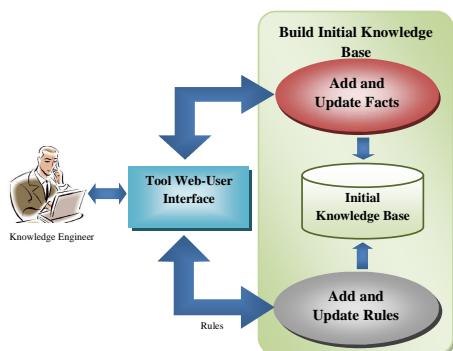 Build Initial Knowledge
Base
Add and
Update Facts
Tool Web-User
Interface
Initial
Knowledge Base
Knowledge Engineer
Add and
Update Rules
Rules